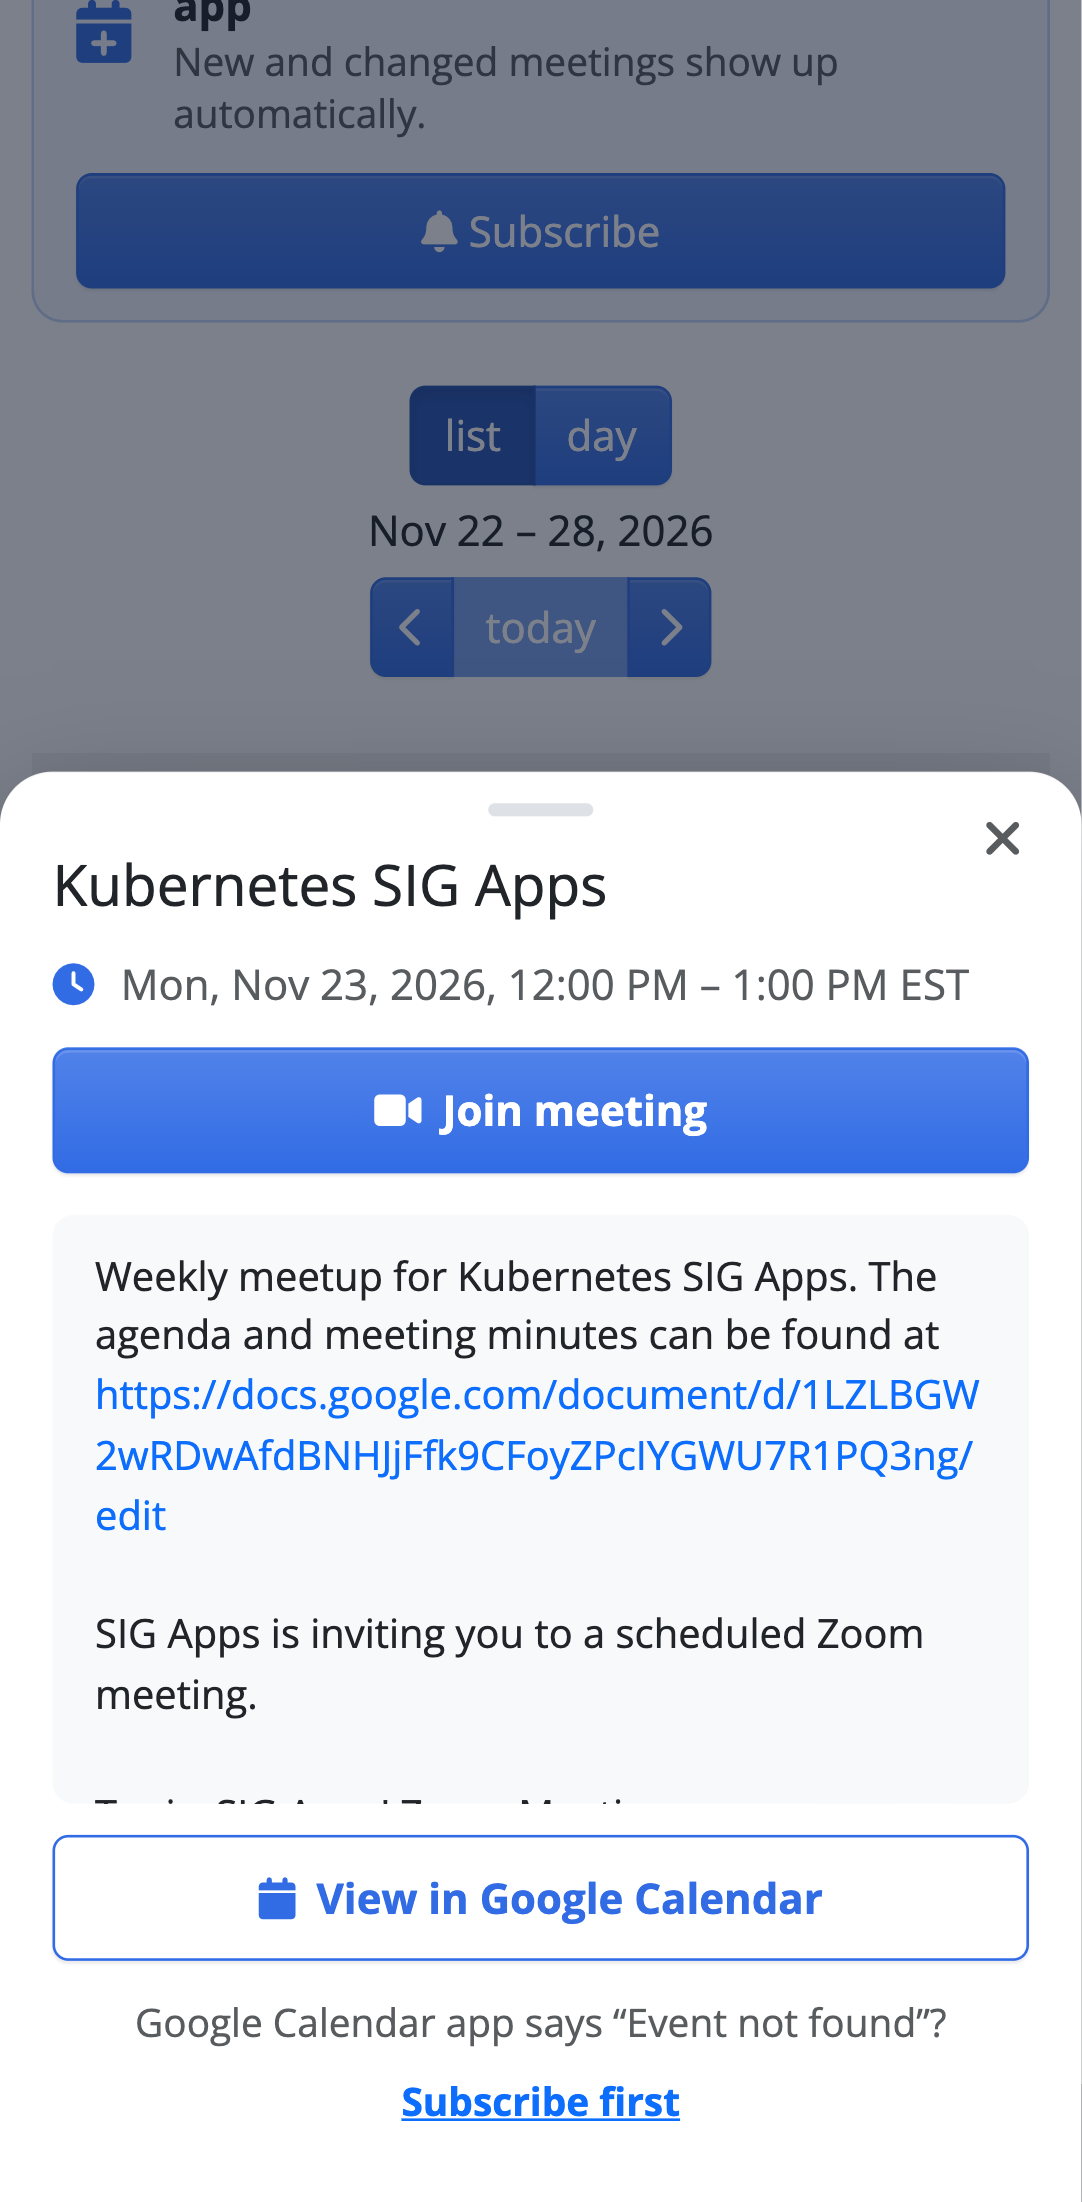 app
New and changed meetings show up
automatically.
Subscribe
list day
Nov 22 – 28, 2026
today
Kubernetes SIG Apps
Mon, Nov 23, 2026, 12:00 PM – 1:00 PM EST
Join meeting
Weekly meetup for Kubernetes SIG Apps. The
agenda and meeting minutes can be found at
https://docs.google.com/document/d/1LZLBGW
2wRDwAfdBNHJjFfk9CFoyZPcIYGWU7R1PQ3ng/
edit
SIG Apps is inviting you to a scheduled Zoom
meeting.
View in Google Calendar
Google Calendar app says “Event not found”?
Subscribe first